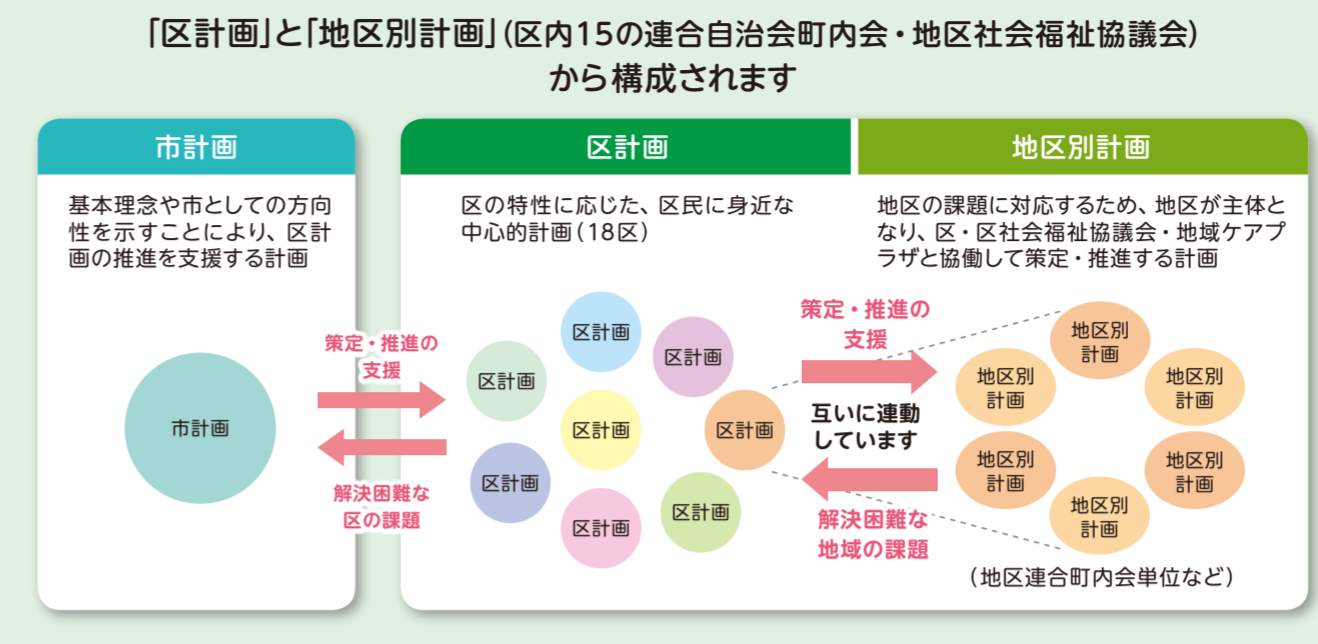 「区計画」と「地区別計画」(区内15の連合自治会町内会・地区社会福祉協議会)
から構成されます
市計画
基本理念や市としての方向
性を示すことにより、区計
画の推進を支援する計画
市計画
策定・推進の
支援
解決困難な
区の課題
区計画
区の特性に応じた、区民に身近な
中心的計画(18区)
区計画
区計画
区計画
区計画
区計画
区計画
区計画
区計画
策定・推進の
支援
互いに連動
しています
解決困難な
地域の課題
地区別計画
地区の課題に対応するため、地区が主体と
なり、区・区社会福祉協議会・地域ケアプ
ラザと協働して策定・推進する計画
地区別
計画
地区別
計画
地区別
計画
地区別
計画
地区別
計画
地区別
計画
(地区連合町内会単位など)